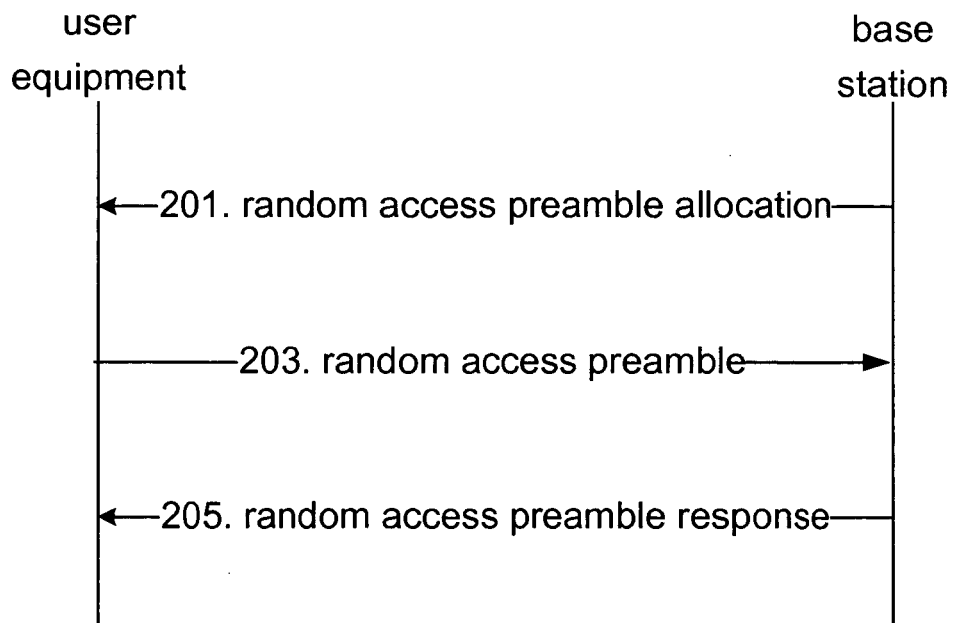 user
equipment
base
station
201. random access preamble allocation
203. random access preamble
205. random access preamble response